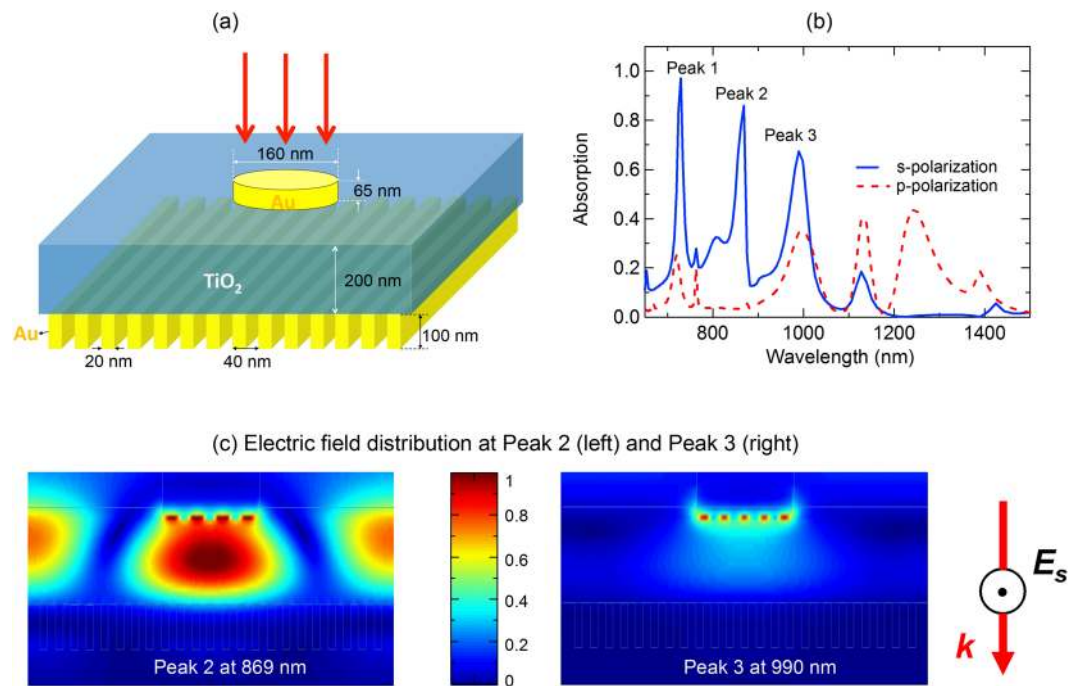 (a)
160 nm
65 nm
Au
TiO2
200 nm
Au
100 nm
20 nm
40 nm
(b)
1.0
0.8
0.6
0.4
0.2
0.0
Absorption
Peak 1
Peak 2
Peak 3
s-polarization
p-polarization
800
1000
1200
1400
Wavelength (nm)
(c) Electric field distribution at Peak 2 (left) and Peak 3 (right)
Peak 2 at 869 nm
1
0.8
0.6
0.4
0.2
0
Peak 3 at 990 nm
Es
k